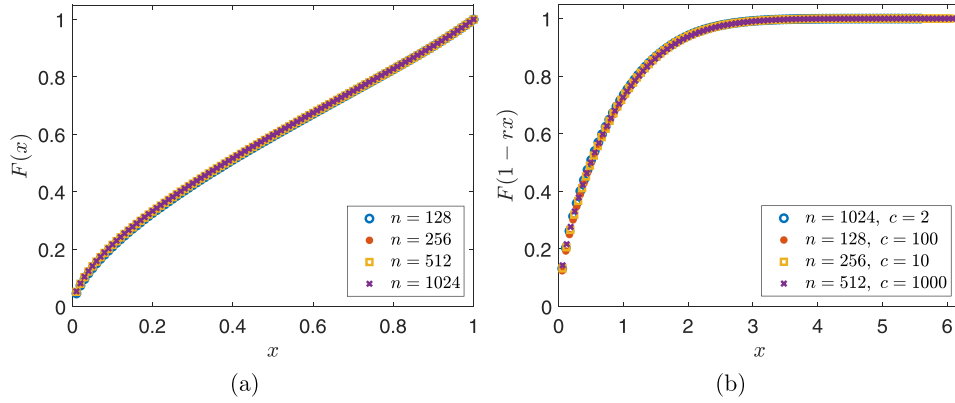 1
0.8
0.6
0.4
0.2
0
F(x)
0 0.2 0.4 0.6 0.8 1
x
n = 128
n = 256
n = 512
n = 1024
(a)
1
0.8
0.6
0.4
0.2
0
F(1 − rx)
0 1 2 3 4 5 6
x
n = 1024, c = 2
n = 128, c = 100
n = 256, c = 10
n = 512, c = 1000
(b)